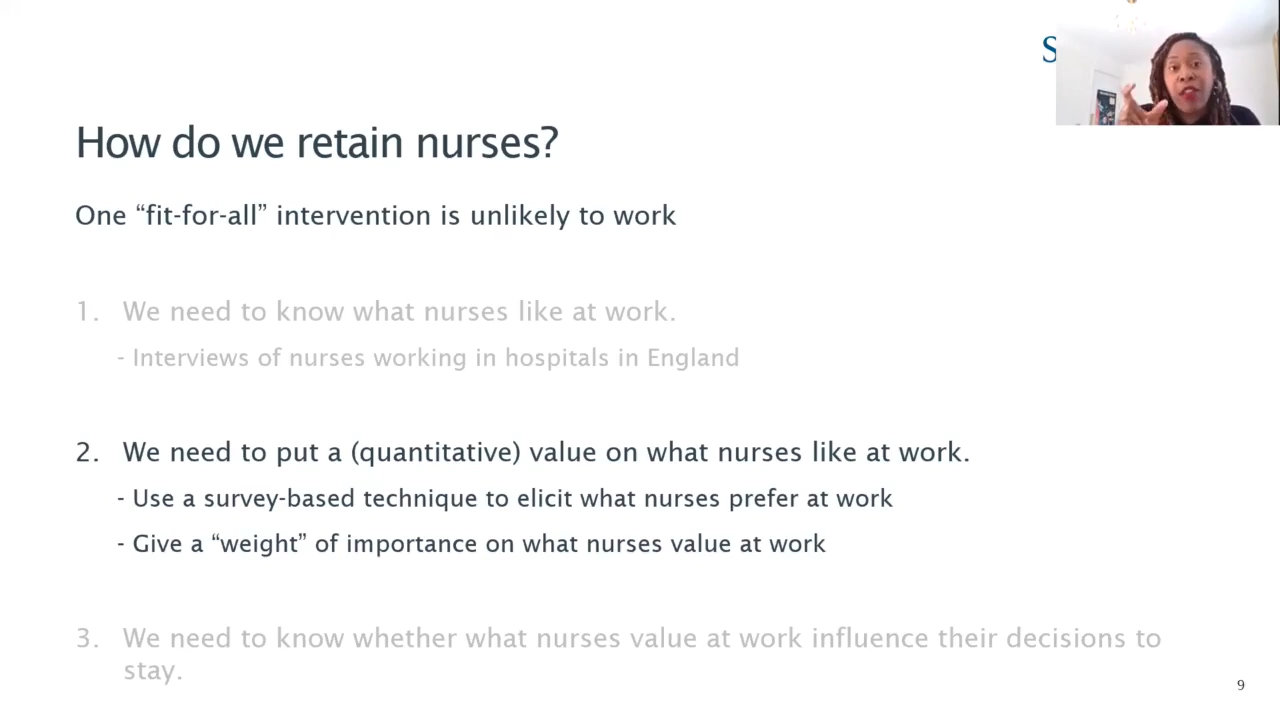 S
How do we retain nurses?
One “fit-for-all” intervention is unlikely to work
1. We need to know what nurses like at work.
- Interviews of nurses working in hospitals in England
2. We need to put a (quantitative) value on what nurses like at work.
- Use a survey-based technique to elicit what nurses prefer at work
- Give a “weight” of importance on what nurses value at work
3. We need to know whether what nurses value at work influence their decisions to
stay.
9